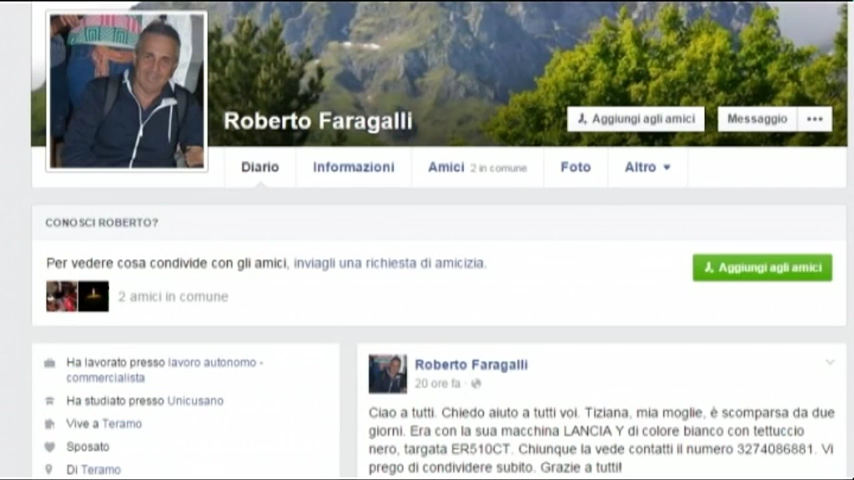 Roberto Faragalli
Aggiungi agli amici
Messaggio
Diario
Informazioni
Amici 2 in comune
Foto
Altro
CONOSCI ROBERTO?
Per vedere cosa condivide con gli amici, inviagli una richiesta di amicizia.
Aggiungi agli amici
2 amici in comune
Ha lavorato presso lavoro autonomo -
commercialista
Ha studiato presso Unicusano
Vive a Teramo
Sposato
Di Teramo
Roberto Faragalli
20 ore fa ·
Ciao a tutti. Chiedo aiuto a tutti voi. Tiziana, mia moglie, è scomparsa da due
giorni. Era con la sua macchina LANCIA Y di colore bianco con tettuccio
nero, targata ER510CT. Chiunque la vede contatti il numero 3274086881. Vi
prego di condividere subito. Grazie a tutti!